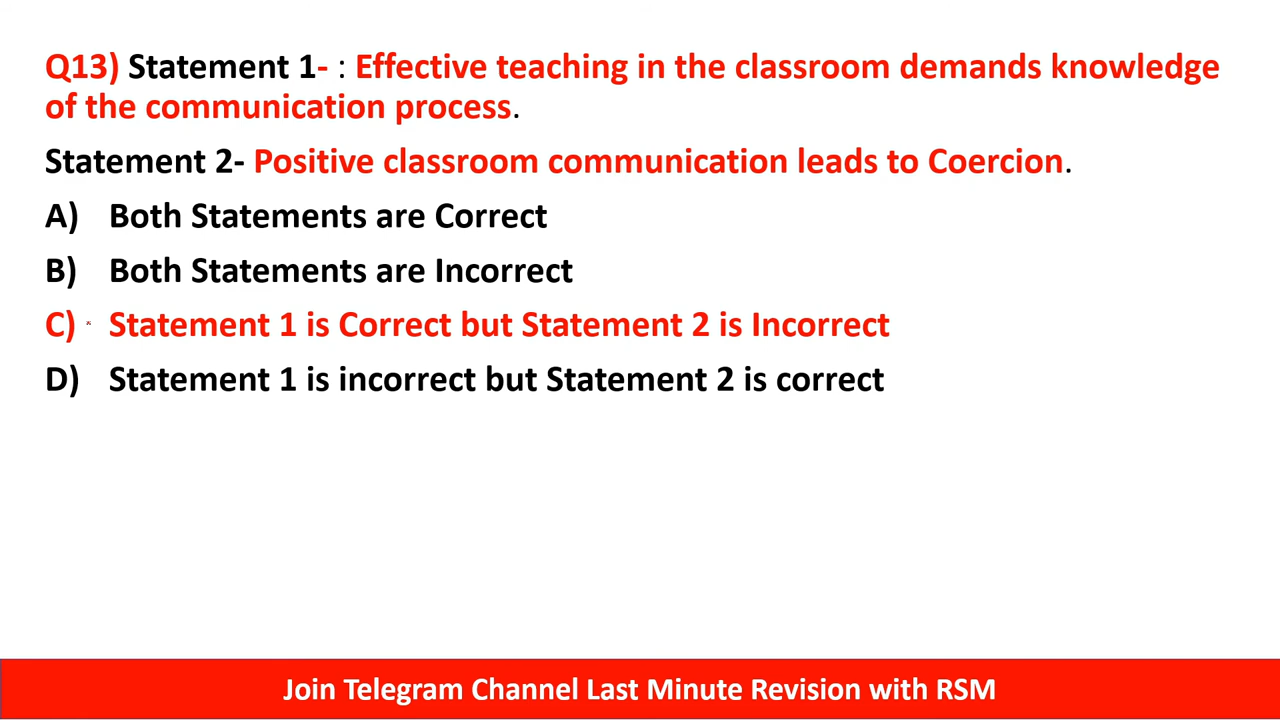 Q13) Statement 1- : Effective teaching in the classroom demands knowledge
of the communication process.
Statement 2- Positive classroom communication leads to Coercion.
A) Both Statements are Correct
B) Both Statements are Incorrect
C) Statement 1 is Correct but Statement 2 is Incorrect
D) Statement 1 is incorrect but Statement 2 is correct
Join Telegram Channel Last Minute Revision with RSM